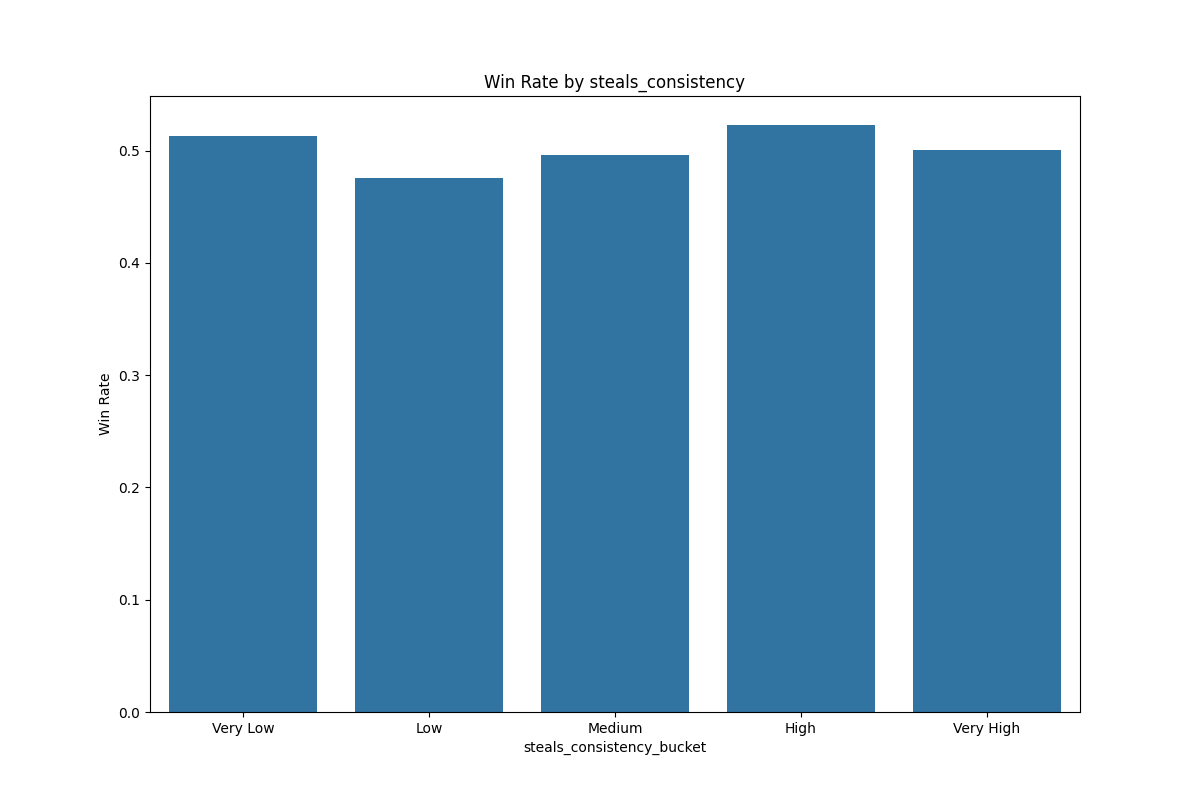 Win Rate by steals_consistency
Win Rate
0.5
0.4
0.3
0.2
0.1
0.0
Very Low
Low
Medium
High
Very High
steals_consistency_bucket